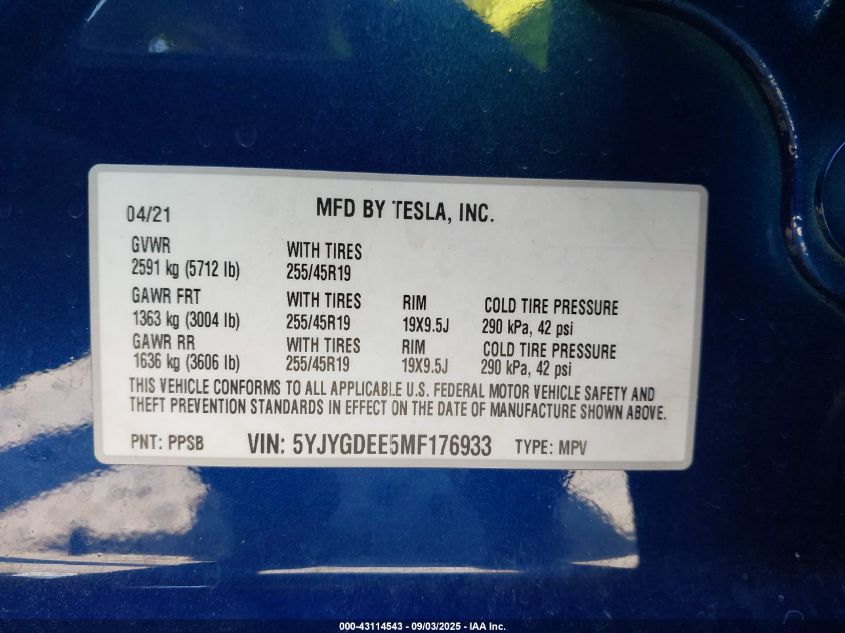 04/21 MFD BY TESLA, INC.
GVWR WITH TIRES
2591 kg (5712 lb) 255/45R19
GAWR FRT WITH TIRES RIM COLD TIRE PRESSURE
1363 kg (3004 lb) 255/45R19 19X9.5J 290 kPa, 42 psi
GAWR RR WITH TIRES RIM COLD TIRE PRESSURE
1636 kg (3606 lb) 255/45R19 19X9.5J 290 kPa, 42 psi
THIS VEHICLE CONFORMS TO ALL APPLICABLE U.S. FEDERAL MOTOR VEHICLE SAFETY AND
THEFT PREVENTION STANDARDS IN EFFECT ON THE DATE OF MANUFACTURE SHOWN ABOVE.
PNT: PPSB VIN: 5YJYGDEE5MF176933 TYPE: MPV
000-43114543 - 09/03/2025 - IAA Inc.